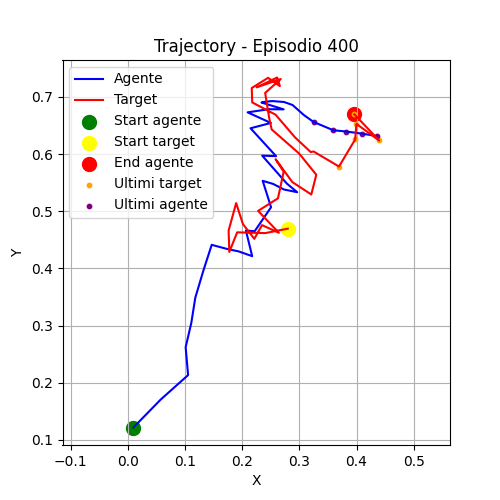 Trajectory - Episodio 400
Agente
Target
Start agente
Start target
End agente
Ultimi target
Ultimi agente
Y
0.7
0.6
0.5
0.4
0.3
0.2
0.1
−0.1 0.0 0.1 0.2 0.3 0.4 0.5
X